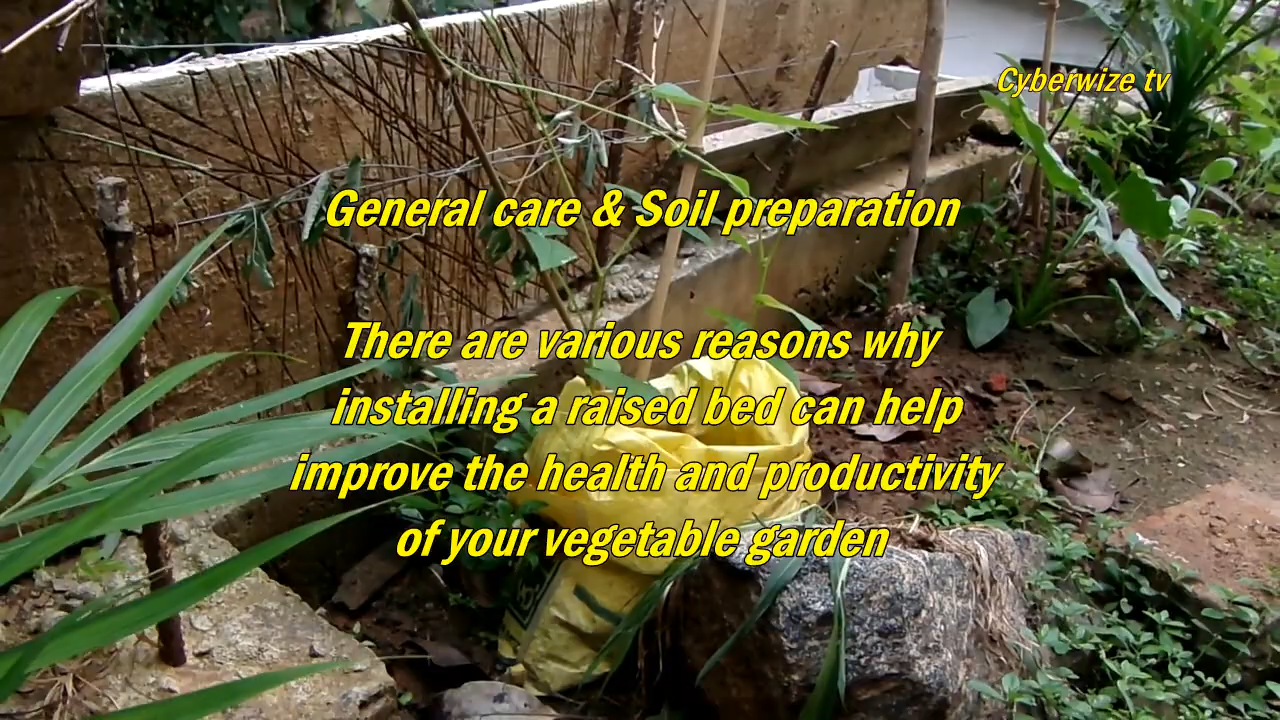 Cyberwize tv
General care & Soil preparation
There are various reasons why
installing a raised bed can help
improve the health and productivity
of your vegetable garden